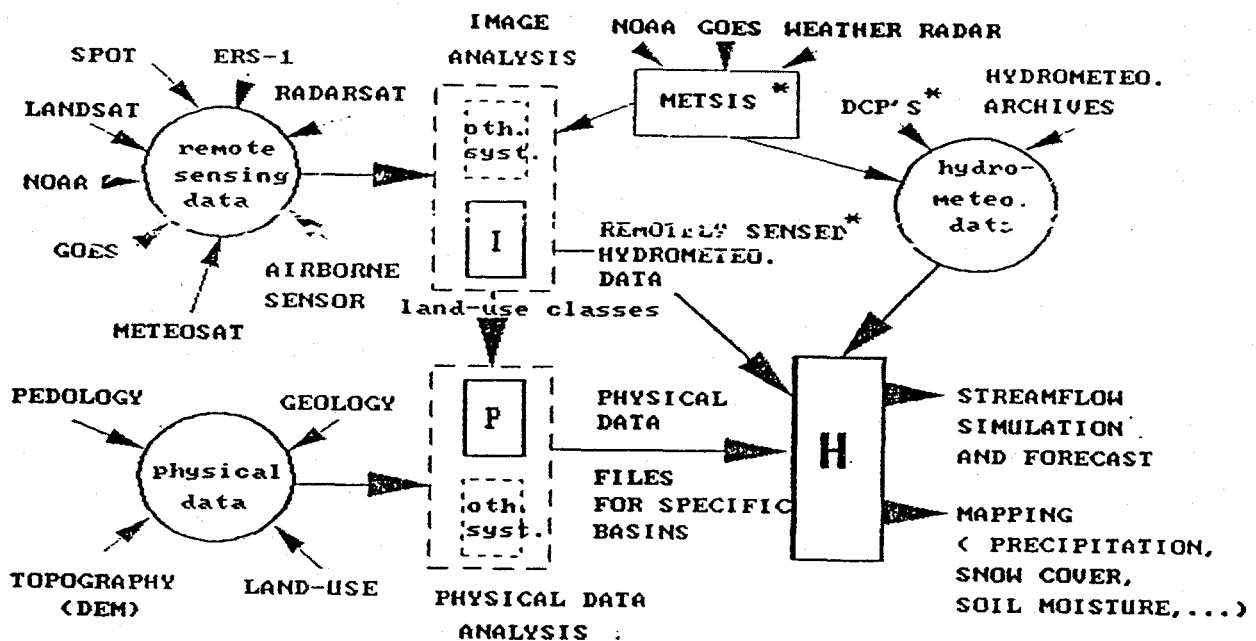 IMAGE
ANALYSIS
NOAA GOES WEATHER RADAR
SPOT
ERS-1
LANDSAT
RADARSAT
NOAA
GOES
METEOSAT
AIRBORNE
SENSOR
remote
sensing
data
oth.
syst.
I
METSIS *
DCP'S *
HYDROMETEO.
ARCHIVES
hydro-
meteo.
data
REMOTELY SENSED *
HYDROMETEO.
DATA
land-use classes
PEDOLOGY
GEOLOGY
physical
data
TOPOGRAPHY
(DEM)
LAND-USE
P
oth.
syst.
PHYSICAL DATA
ANALYSIS
PHYSICAL
DATA
FILES
FOR SPECIFIC
BASINS
H
STREAMFLOW
SIMULATION
AND FORECAST
MAPPING
( PRECIPITATION,
SNOW COVER,
SOIL MOISTURE,...)